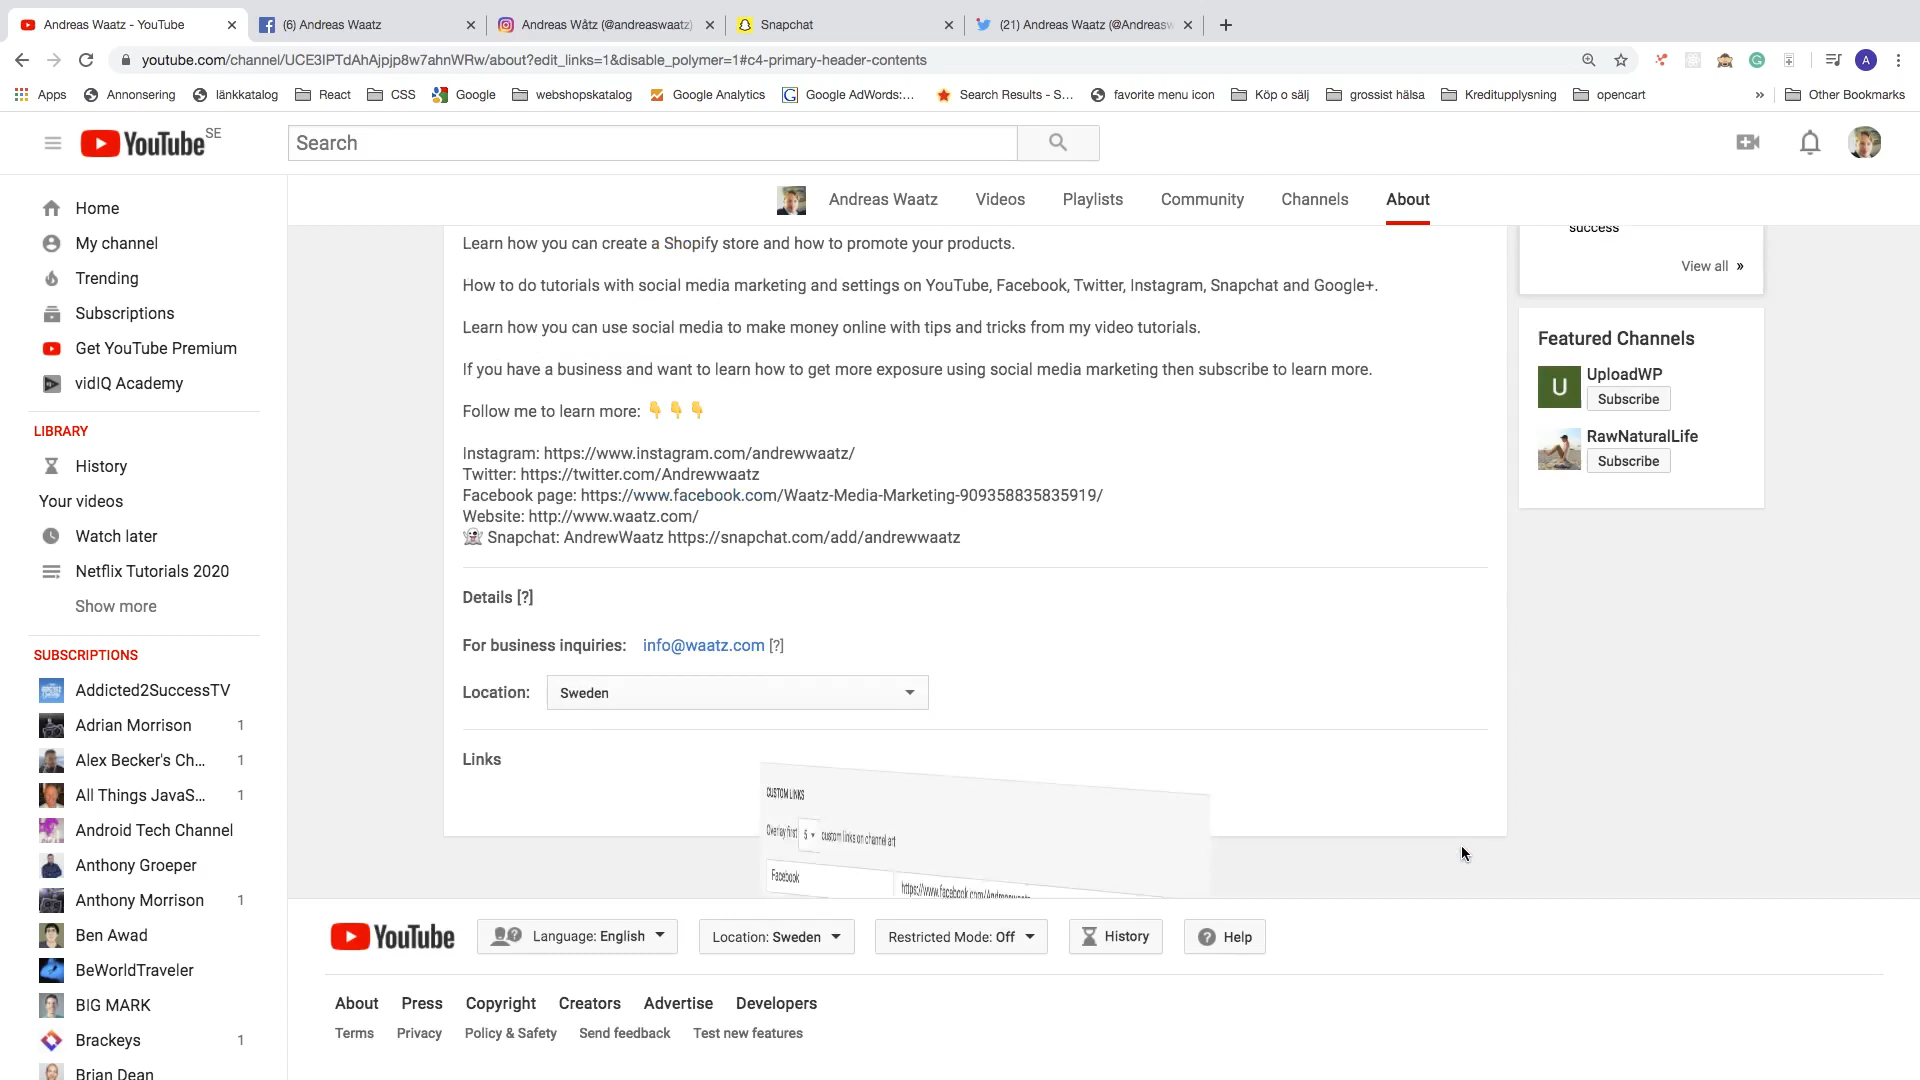 Andreas Waatz - YouTube
(6) Andreas Waatz
Andreas Wåtz (@andreaswaatz)
Snapchat
(21) Andreas Waatz (@Andreasw
youtube.com/channel/UCE3IPTdAhAjpjp8w7ahnWRw/about?edit_links=1&disable_polymer=1#c4-primary-header-contents
A
Apps
Annonsering
länkkatalog
React
CSS
Google
webshopskatalog
Google Analytics
Google AdWords:...
Search Results - S...
favorite menu icon
Köp o sälj
grossist hälsa
Kreditupplysning
opencart
»
Other Bookmarks
YouTube SE
Search
Andreas Waatz
Videos
Playlists
Community
Channels
About
Home
My channel
Trending
Subscriptions
Get YouTube Premium
vidIQ Academy
LIBRARY
History
Your videos
Watch later
Netflix Tutorials 2020
Show more
SUBSCRIPTIONS
Addicted2SuccessTV
Adrian Morrison 1
Alex Becker's Ch... 1
All Things JavaS... 1
Android Tech Channel
Anthony Groeper
Anthony Morrison 1
Ben Awad
BeWorldTraveler
BIG MARK
Brackeys 1
Brian Dean
Learn how you can create a Shopify store and how to promote your products.
How to do tutorials with social media marketing and settings on YouTube, Facebook, Twitter, Instagram, Snapchat and Google+.
Learn how you can use social media to make money online with tips and tricks from my video tutorials.
If you have a business and want to learn how to get more exposure using social media marketing then subscribe to learn more.
Follow me to learn more: 👇 👇 👇
Instagram: https://www.instagram.com/andrewwaatz/
Twitter: https://twitter.com/Andrewwaatz
Facebook page: https://www.facebook.com/Waatz-Media-Marketing-909358835835919/
Website: http://www.waatz.com/
👻 Snapchat: AndrewWaatz https://snapchat.com/add/andrewwaatz
Details [?]
For business inquiries: info@waatz.com [?]
Location: Sweden
Links
CUSTOM LINKS
Overlay first 5 custom links on channel art
Facebook
https://www.facebook.com/Andreaswaatz
success
View all »
Featured Channels
U
UploadWP
Subscribe
RawNaturalLife
Subscribe
YouTube
Language: English
Location: Sweden
Restricted Mode: Off
History
Help
About
Press
Copyright
Creators
Advertise
Developers
Terms
Privacy
Policy & Safety
Send feedback
Test new features